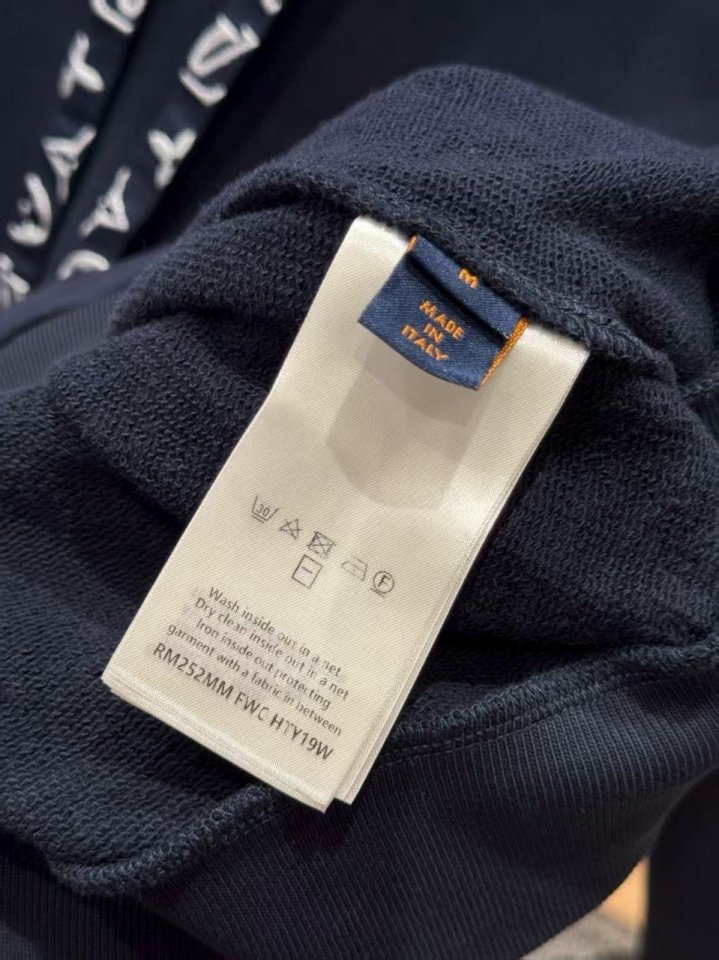 M
MADE
IN
ITALY
30
F
Wash inside out in a net.
Dry clean inside out in a net
Iron inside out protecting
garment with a fabric in between
RM252MM FWC HTY19W